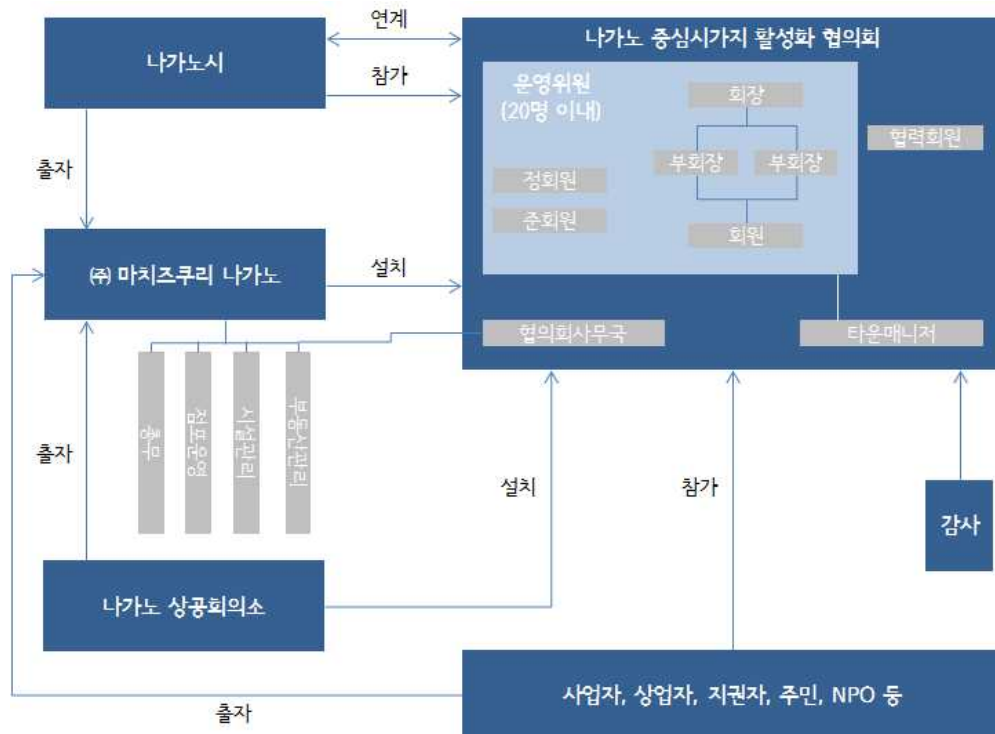 연계
나가노 중심시가지 활성화 협의회
나가노시
참가
운영위원
(20명 이내)
회장
협력회원
부회장
부회장
정회원
준회원
회원
출자
㈜ 마치즈쿠리 나가노
설치
협의회사무국
타운매니저
총무
점포운영
시설관리
부동산관리
출자
설치
참가
감사
나가노 상공회의소
사업자, 상업자, 지권자, 주민, NPO 등
출자